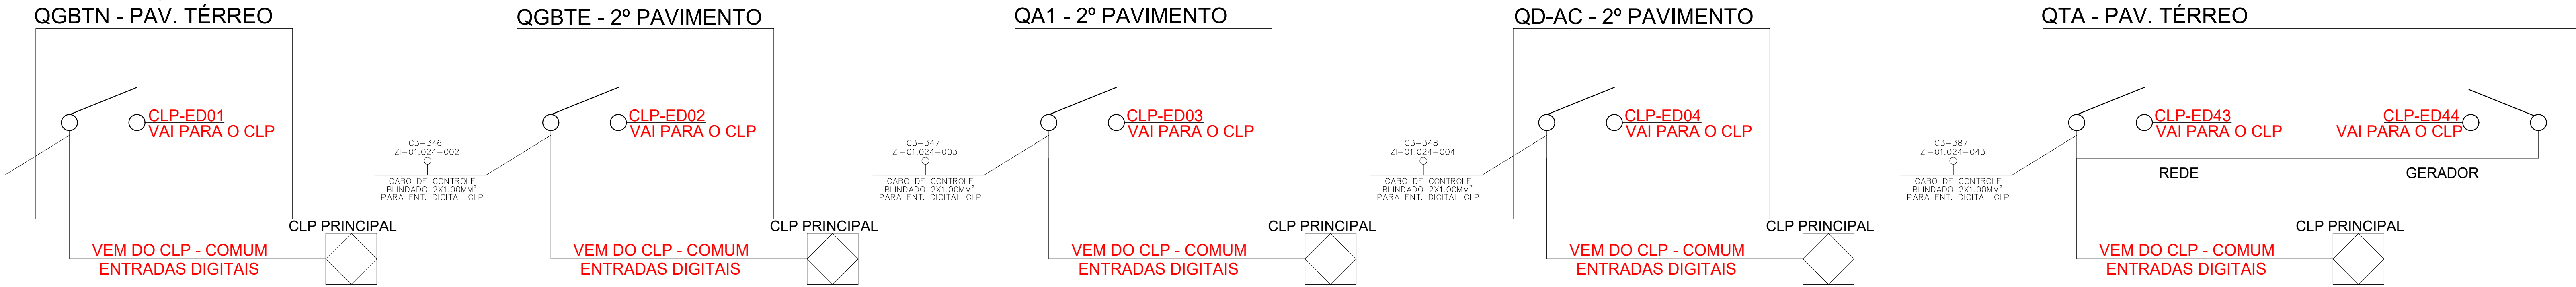 QGBTN - PAV. TÉRREO
CLP-ED01
VAI PARA O CLP
CLP PRINCIPAL
VEM DO CLP - COMUM
ENTRADAS DIGITAIS
QGBTE - 2º PAVIMENTO
CLP-ED02
VAI PARA O CLP
C3-346
ZI-01.024-002
CABO DE CONTROLE
BLINDADO 2X1.00MM²
PARA ENT. DIGITAL CLP
CLP PRINCIPAL
VEM DO CLP - COMUM
ENTRADAS DIGITAIS
QA1 - 2º PAVIMENTO
CLP-ED03
VAI PARA O CLP
C3-347
ZI-01.024-003
CABO DE CONTROLE
BLINDADO 2X1.00MM²
PARA ENT. DIGITAL CLP
CLP PRINCIPAL
VEM DO CLP - COMUM
ENTRADAS DIGITAIS
QD-AC - 2º PAVIMENTO
CLP-ED04
VAI PARA O CLP
C3-348
ZI-01.024-004
CABO DE CONTROLE
BLINDADO 2X1.00MM²
PARA ENT. DIGITAL CLP
CLP PRINCIPAL
VEM DO CLP - COMUM
ENTRADAS DIGITAIS
QTA - PAV. TÉRREO
CLP-ED43
VAI PARA O CLP
CLP-ED44
VAI PARA O CLP
C3-387
ZI-01.024-043
CABO DE CONTROLE
BLINDADO 2X1.00MM²
PARA ENT. DIGITAL CLP
REDE
GERADOR
CLP PRINCIPAL
VEM DO CLP - COMUM
ENTRADAS DIGITAIS